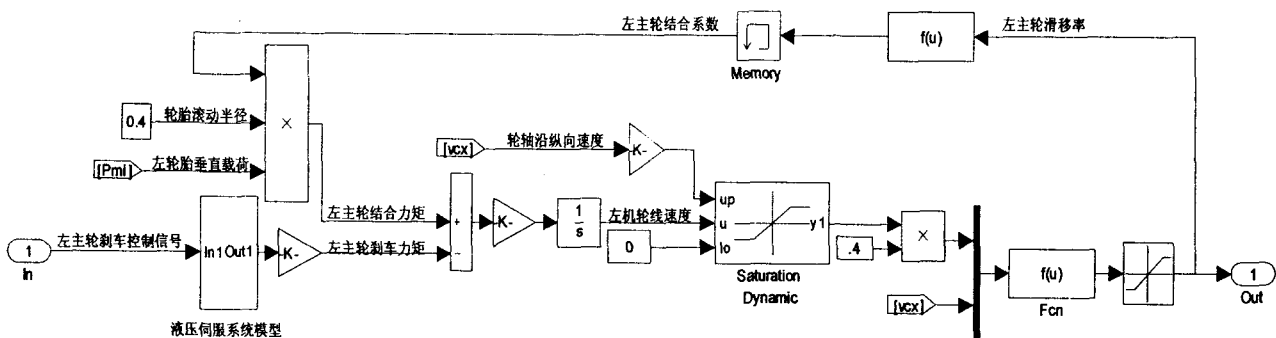 左主轮结合系数
左主轮滑移率
f(u)
Memory
0.4
轮胎滚动半径
×
[Pml]
左轮胎垂直载荷
[vcx]
轮轴沿纵向速度
-K-
左主轮结合力矩
+
-
-K-
1
s
左机轮线速度
0
up
u
lo
y1
Saturation
Dynamic
×
.4
[vcx]
f(u)
Fcn
1
Out
1
In
左主轮刹车控制信号
In1 Out1
液压伺服系统模型
-K-
左主轮刹车力矩